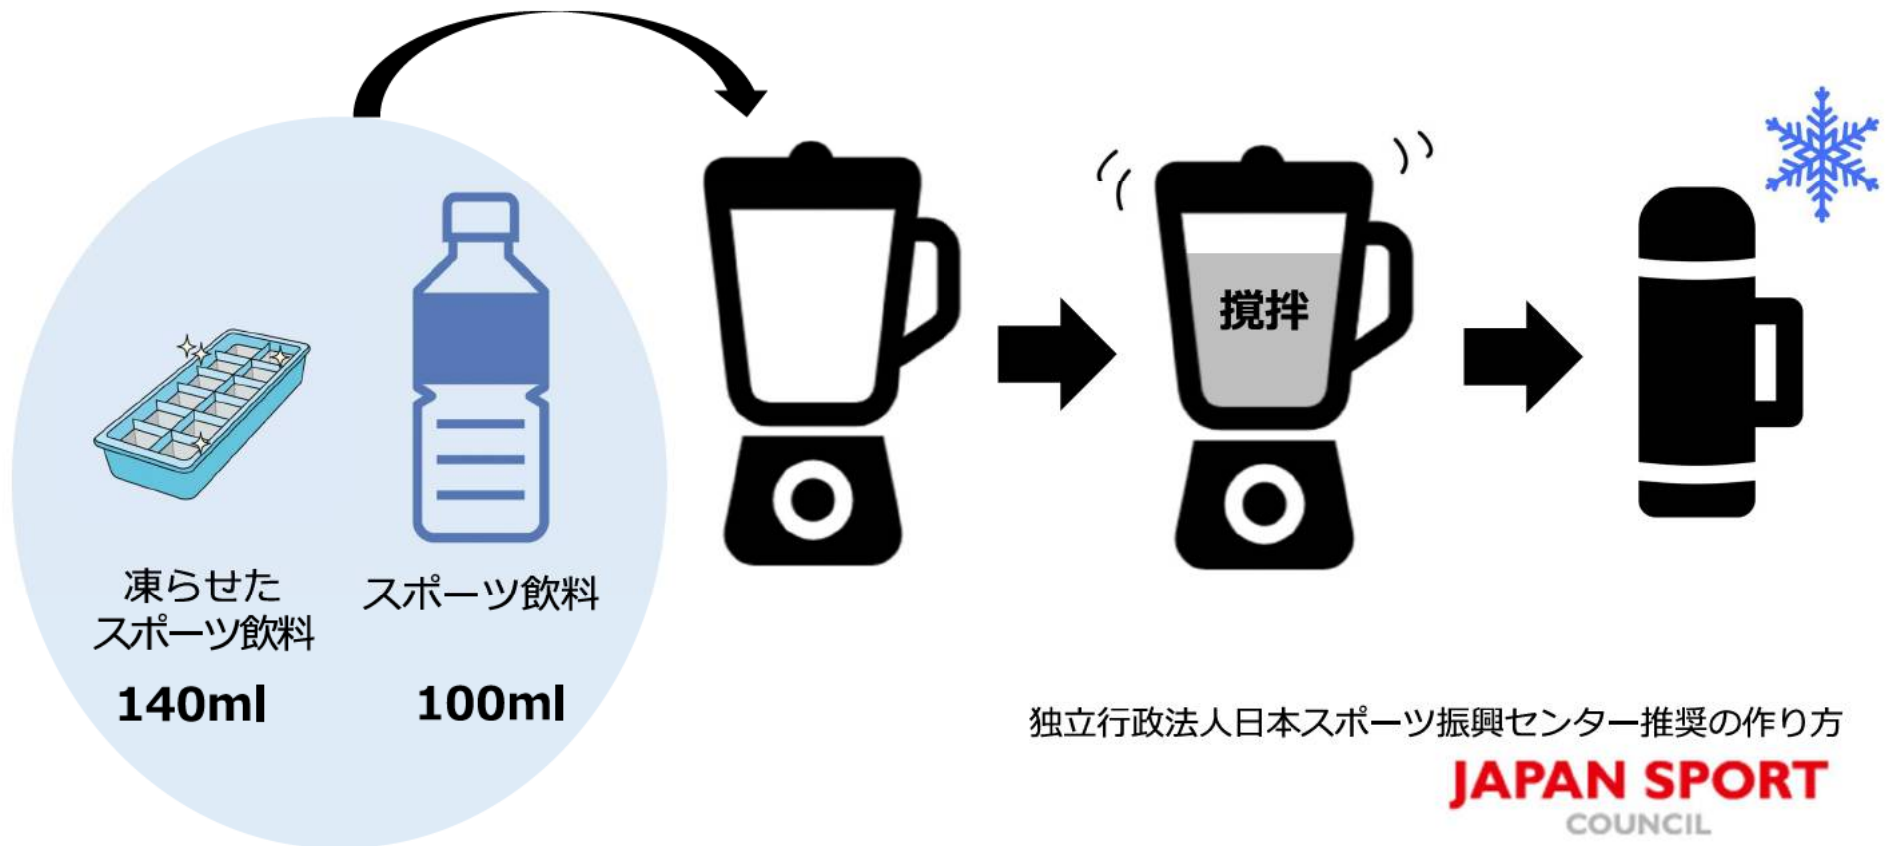 凍らせた
スポーツ飲料
140ml
スポーツ飲料
100ml
撹拌
独立行政法人日本スポーツ振興センター推奨の作り方
JAPAN SPORT
COUNCIL